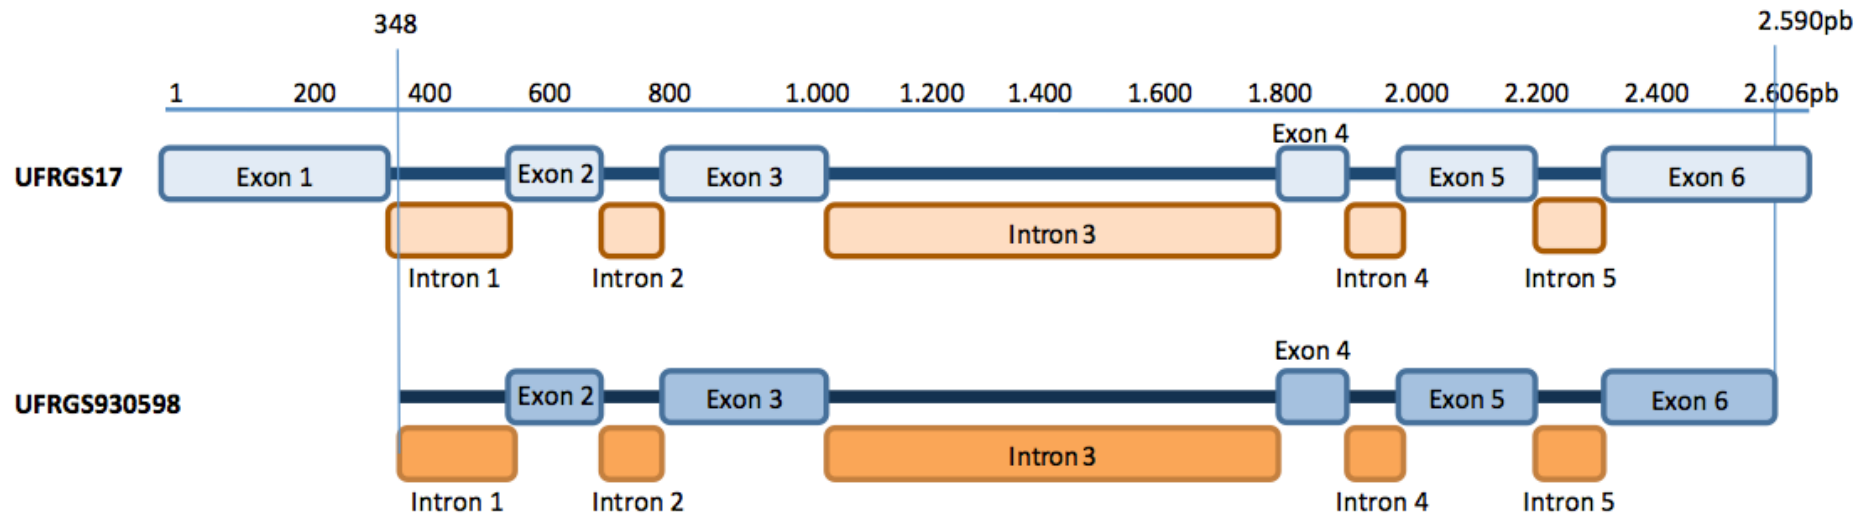 348 2.590pb
1 200 400 600 800 1.000 1.200 1.400 1.600 1.800 2.000 2.200 2.400 2.606pb
Exon 4
UFRGS17 Exon 1 Exon 2 Exon 3 Exon 5 Exon 6
Intron 3
Intron 1 Intron 2 Intron 4 Intron 5
Exon 4
UFRGS930598 Exon 2 Exon 3 Exon 5 Exon 6
Intron 3
Intron 1 Intron 2 Intron 4 Intron 5